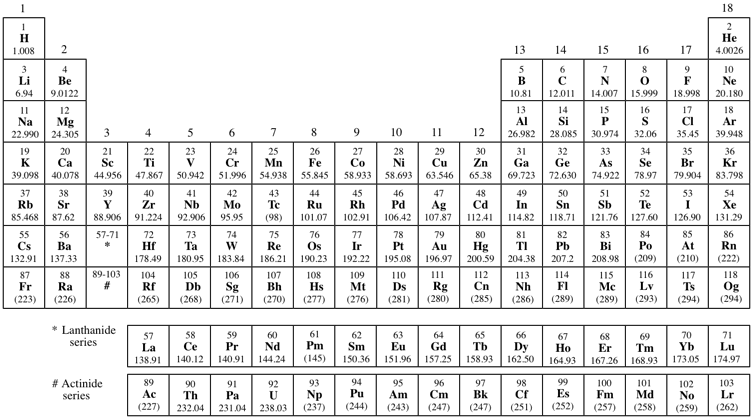 1 18
1 2
H He
1.008 2 13 14 15 16 17 4.0026
3 4 5 6 7 8 9 10
Li Be B C N O F Ne
6.94 9.0122 10.81 12.011 14.007 15.999 18.998 20.180
11 12 13 14 15 16 17 18
Na Mg Al Si P S Cl Ar
22.990 24.305 3 4 5 6 7 8 9 10 11 12 26.982 28.085 30.974 32.06 35.45 39.948
19 20 21 22 23 24 25 26 27 28 29 30 31 32 33 34 35 36
K Ca Sc Ti V Cr Mn Fe Co Ni Cu Zn Ga Ge As Se Br Kr
39.098 40.078 44.956 47.867 50.942 51.996 54.938 55.845 58.933 58.693 63.546 65.38 69.723 72.630 74.922 78.97 79.904 83.798
37 38 39 40 41 42 43 44 45 46 47 48 49 50 51 52 53 54
Rb Sr Y Zr Nb Mo Tc Ru Rh Pd Ag Cd In Sn Sb Te I Xe
85.468 87.62 88.906 91.224 92.906 95.95 (98) 101.07 102.91 106.42 107.87 112.41 114.82 118.71 121.76 127.60 126.90 131.29
55 56 57-71 72 73 74 75 76 77 78 79 80 81 82 83 84 85 86
Cs Ba * Hf Ta W Re Os Ir Pt Au Hg Tl Pb Bi Po At Rn
132.91 137.33 178.49 180.95 183.84 186.21 190.23 192.22 195.08 196.97 200.59 204.38 207.2 208.98 (209) (210) (222)
87 88 89-103 104 105 106 107 108 109 110 111 112 113 114 115 116 117 118
Fr Ra # Rf Db Sg Bh Hs Mt Ds Rg Cn Nh Fl Mc Lv Ts Og
(223) (226) (265) (268) (271) (270) (277) (276) (281) (280) (285) (286) (289) (289) (293) (294) (294)
* Lanthanide series
57 58 59 60 61 62 63 64 65 66 67 68 69 70 71
La Ce Pr Nd Pm Sm Eu Gd Tb Dy Ho Er Tm Yb Lu
138.91 140.12 140.91 144.24 (145) 150.36 151.96 157.25 158.93 162.50 164.93 167.26 168.93 173.05 174.97
# Actinide series
89 90 91 92 93 94 95 96 97 98 99 100 101 102 103
Ac Th Pa U Np Pu Am Cm Bk Cf Es Fm Md No Lr
(227) 232.04 231.04 238.03 (237) (244) (243) (247) (247) (251) (252) (257) (258) (259) (262)